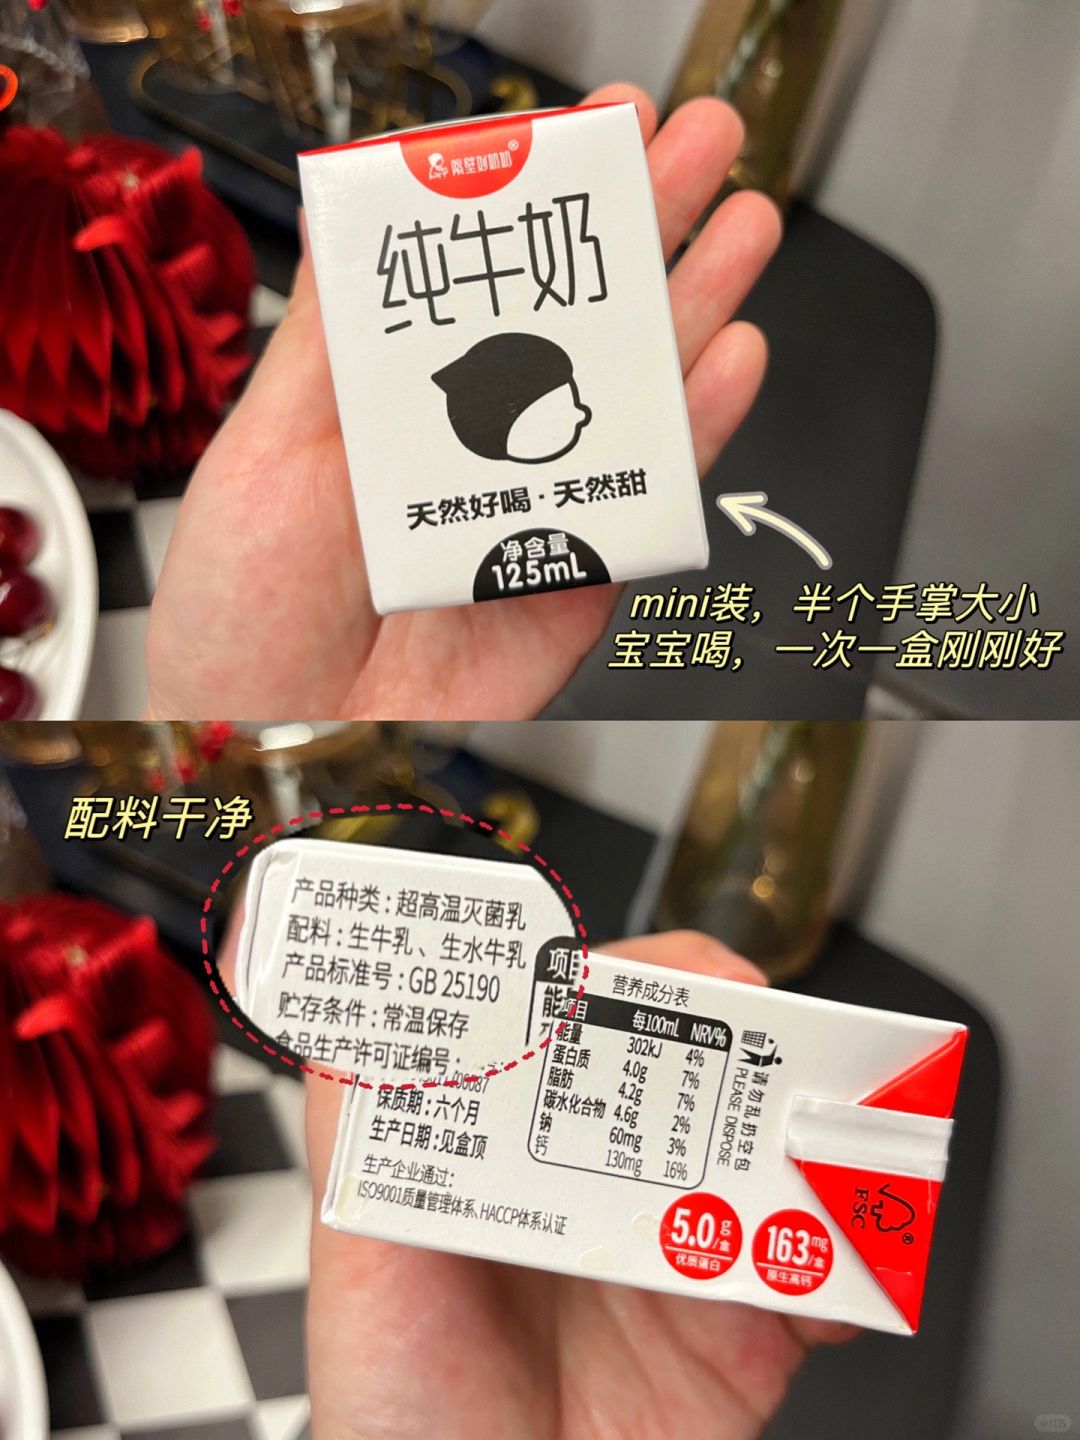 隔壁刘奶奶®
纯牛奶
天然好喝·天然甜
净含量
125mL
mini装，半个手掌大小
宝宝喝，一次一盒刚刚好
配料干净
产品种类：超高温灭菌乳
配料：生牛乳、生水牛乳
产品标准号：GB 25190
贮存条件：常温保存
食品生产许可证编号：
保质期：六个月
生产日期：见盒顶
生产企业通过：
ISO9001质量管理体系、HACCP体系认证
营养成分表
项目 每100mL NRV%
能量 302kJ 4%
蛋白质 4.0g 7%
脂肪 4.2g 7%
碳水化合物 4.6g 2%
钠 60mg 3%
钙 130mg 16%
请勿乱扔空包
PLEASE DISPOSE
5.0g/盒
优质蛋白
163mg/盒
原生高钙
FSC®
小红书